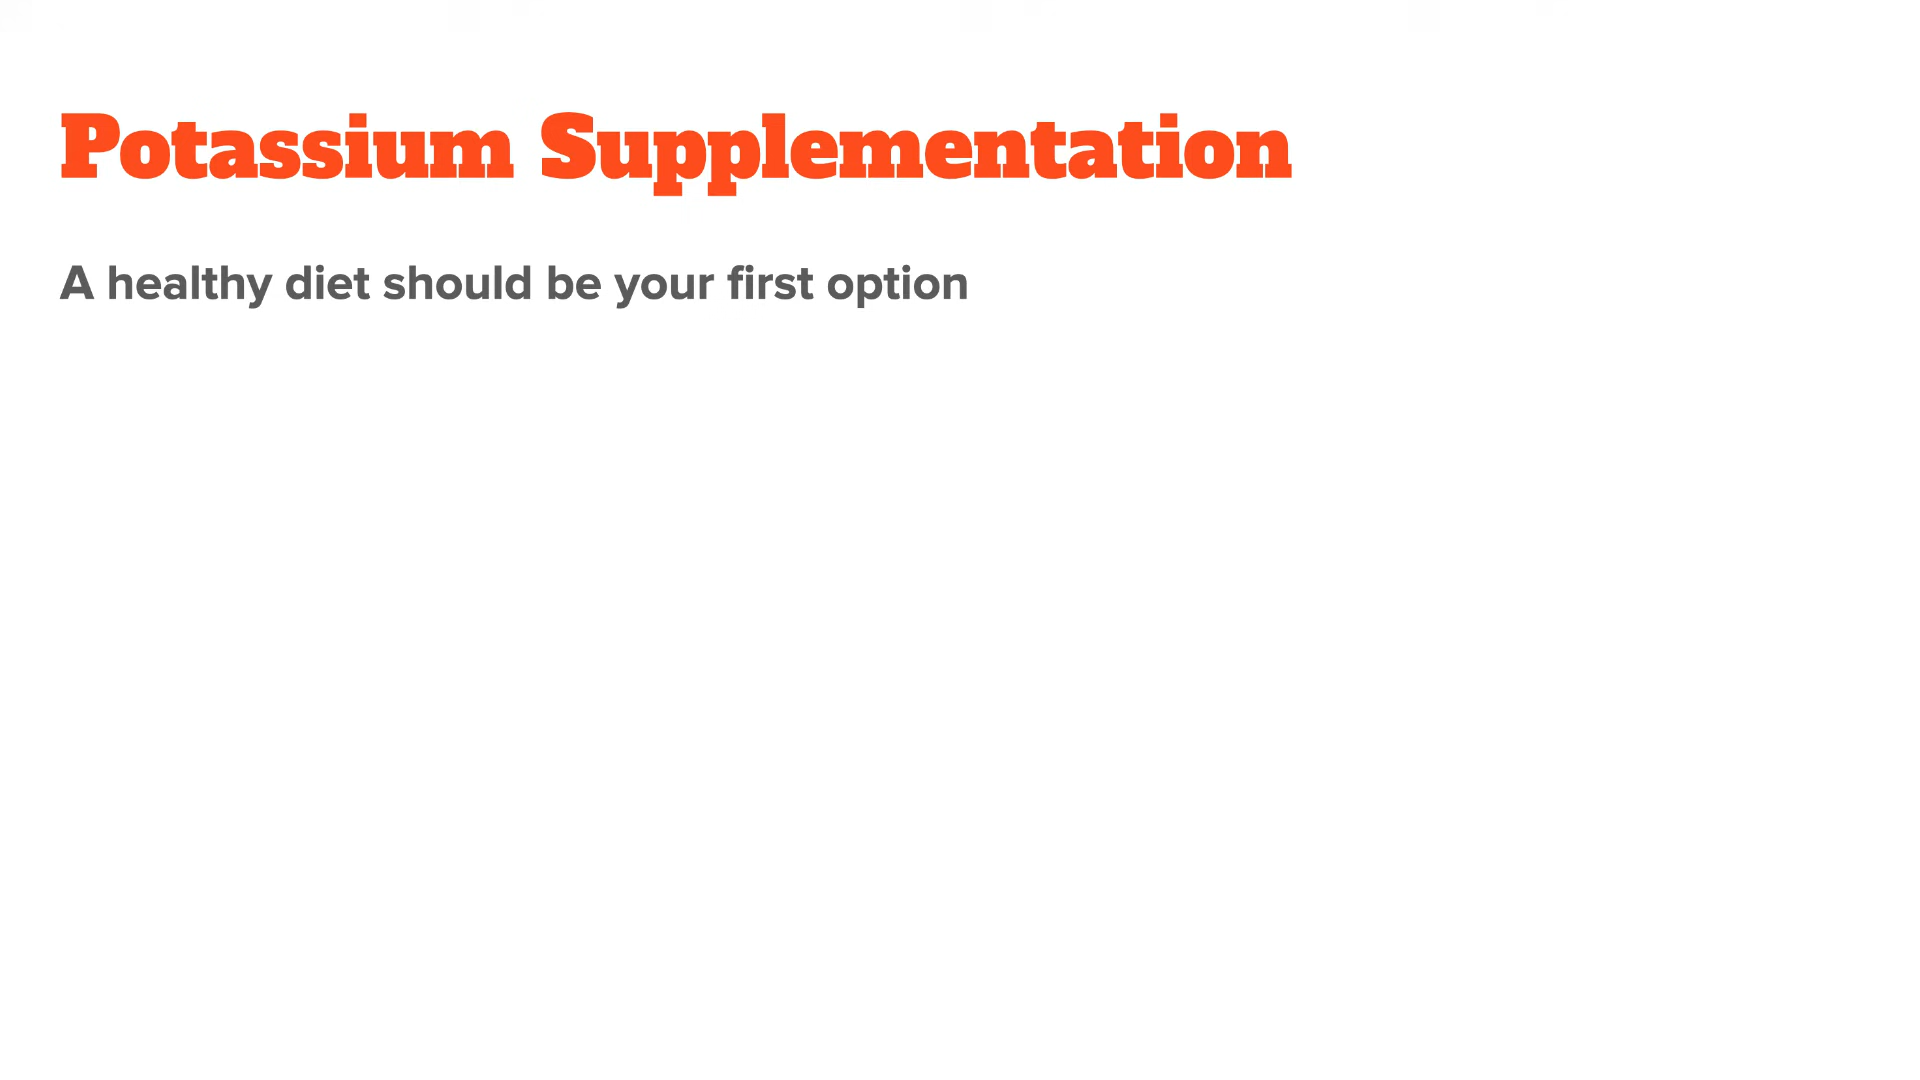 Potassium Supplementation
A healthy diet should be your first option